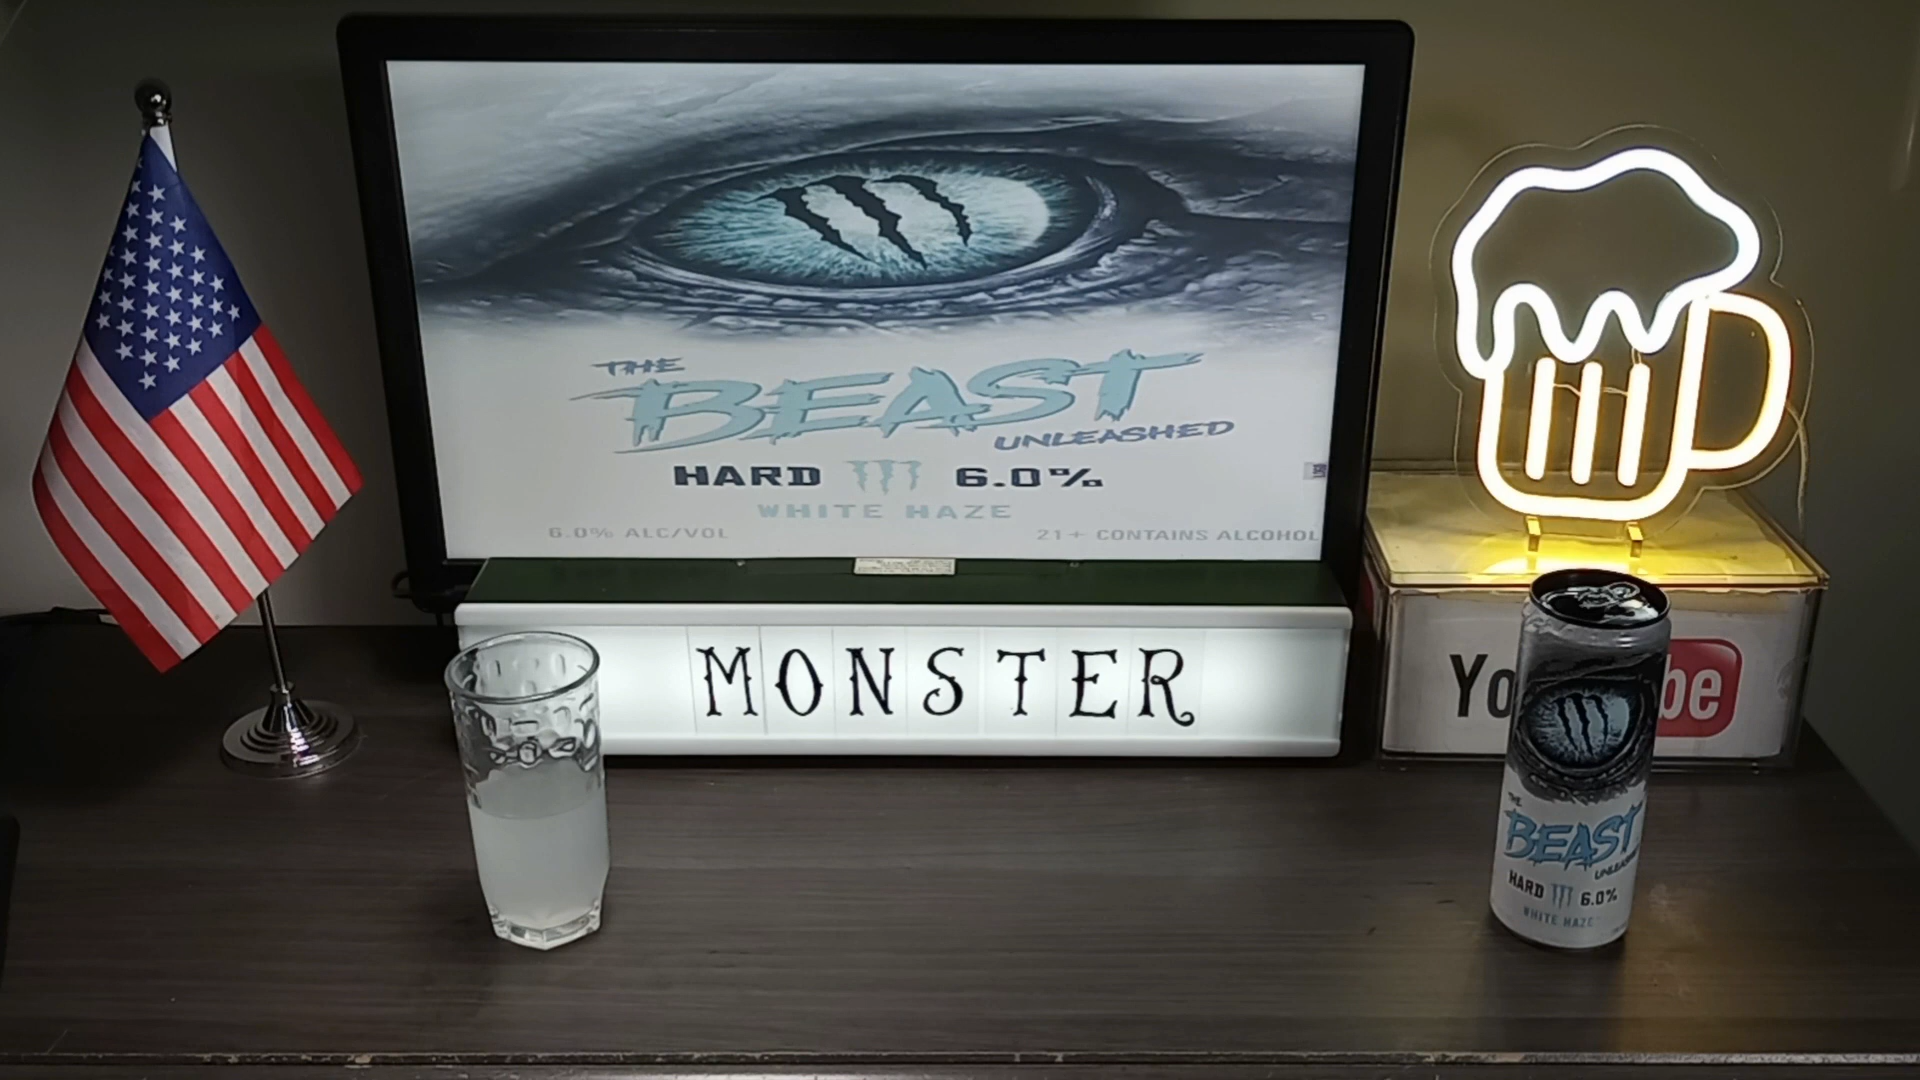 THE
BEAST
UNLEASHED
HARD 6.0%
WHITE HAZE
6.0% ALC/VOL
21+ CONTAINS ALCOHOL
MONSTER
Yo be
THE
BEAST
UNLEASHED
HARD 6.0%
WHITE HAZE